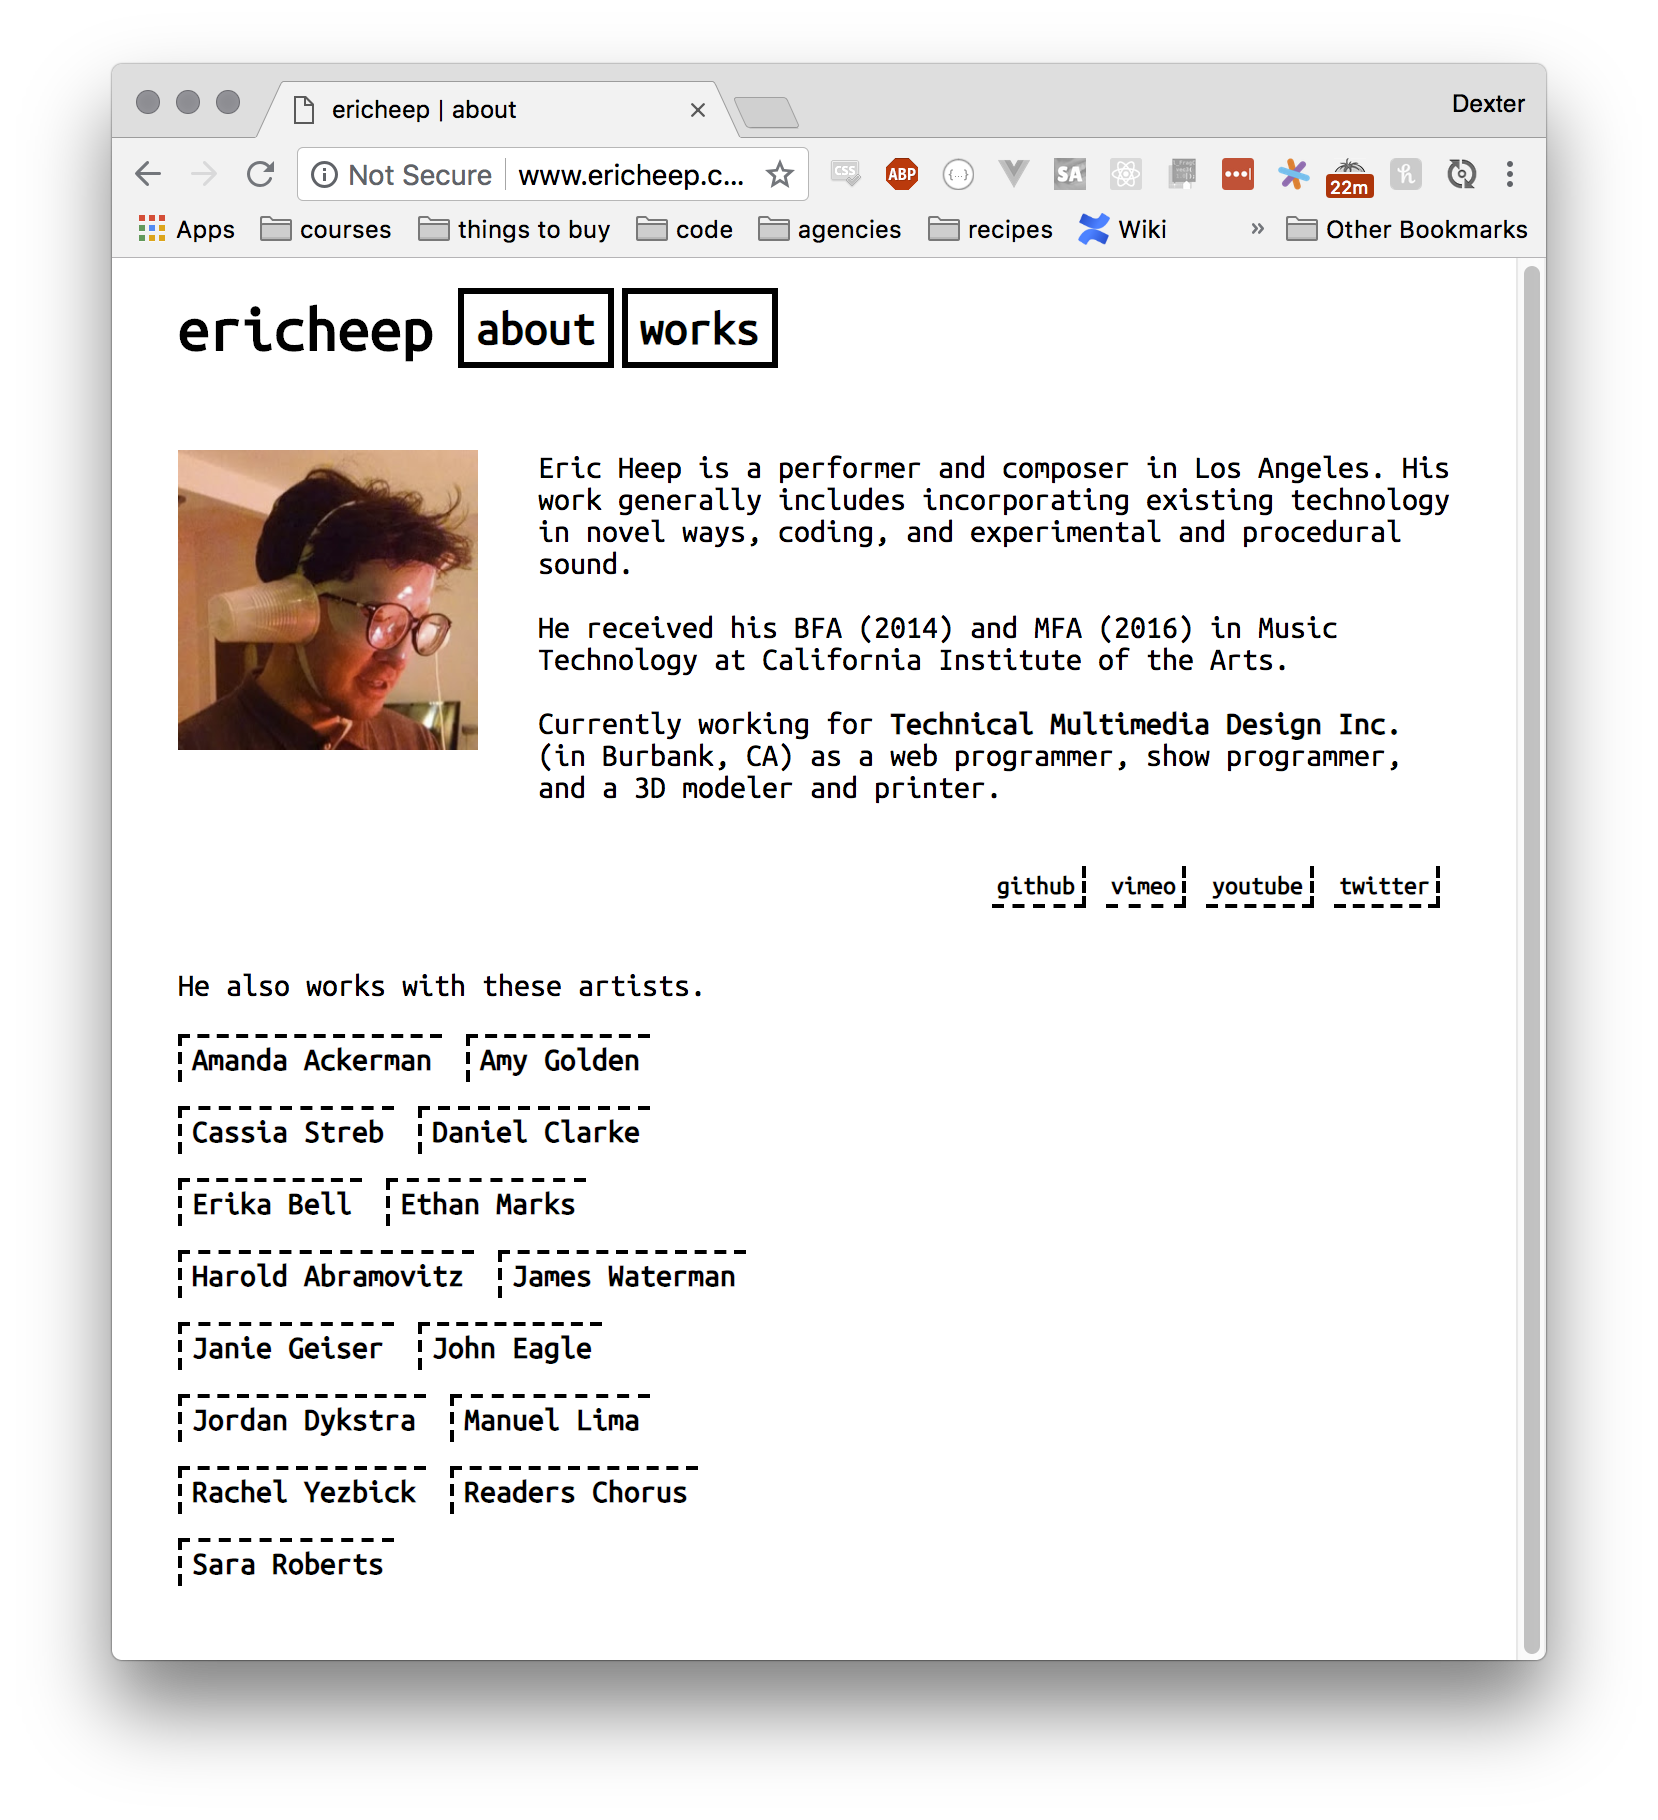 ericheep | about
Dexter
Not Secure www.ericheep.c...
CSS ABP {...} SA 22m h
Apps courses things to buy code agencies recipes Wiki » Other Bookmarks
ericheep about works
Eric Heep is a performer and composer in Los Angeles. His
work generally includes incorporating existing technology
in novel ways, coding, and experimental and procedural
sound.
He received his BFA (2014) and MFA (2016) in Music
Technology at California Institute of the Arts.
Currently working for Technical Multimedia Design Inc.
(in Burbank, CA) as a web programmer, show programmer,
and a 3D modeler and printer.
github vimeo youtube twitter
He also works with these artists.
Amanda Ackerman Amy Golden
Cassia Streb Daniel Clarke
Erika Bell Ethan Marks
Harold Abramovitz James Waterman
Janie Geiser John Eagle
Jordan Dykstra Manuel Lima
Rachel Yezbick Readers Chorus
Sara Roberts